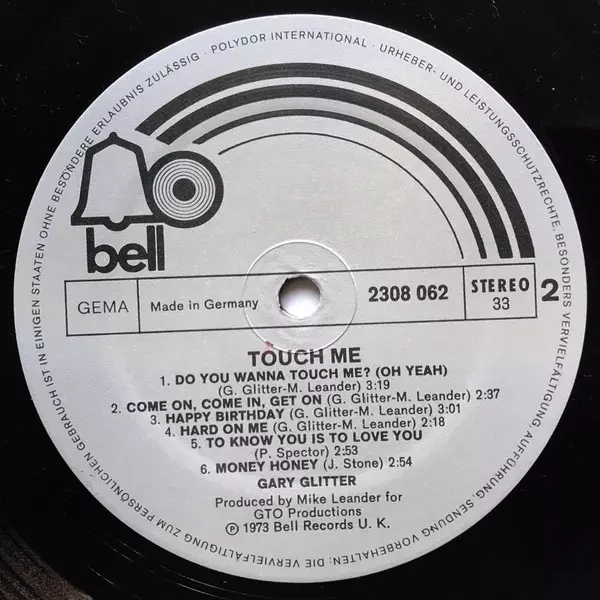 POLYDOR INTERNATIONAL · URHEBER- UND LEISTUNGSSCHUTZRECHTE, BESONDERS VERVIELFÄLTIGUNG, AUFFÜHRUNG, SENDUNG VORBEHALTEN; DIE VERVIELFÄLTIGUNG ZUM PERSÖNLICHEN GEBRAUCH IST IN EINIGEN STAATEN OHNE BESONDERE ERLAUBNIS ZULÄSSIG ·
bell
GEMA
Made in Germany
2308 062
STEREO
33
2
TOUCH ME
1. DO YOU WANNA TOUCH ME? (OH YEAH)
(G. Glitter-M. Leander) 3:19
2. COME ON, COME IN, GET ON (G. Glitter-M. Leander) 2:37
3. HAPPY BIRTHDAY (G. Glitter-M. Leander) 3:01
4. HARD ON ME (G. Glitter-M. Leander) 2:18
5. TO KNOW YOU IS TO LOVE YOU
(P. Spector) 2:53
6. MONEY HONEY (J. Stone) 2:54
GARY GLITTER
Produced by Mike Leander for
GTO Productions
℗ 1973 Bell Records U. K.